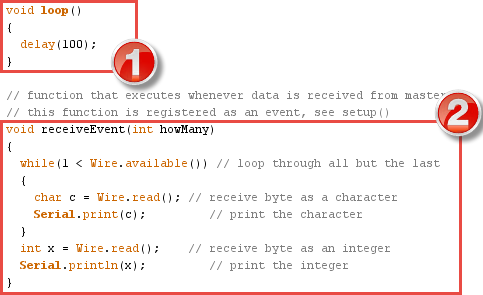 void loop()
{
  delay(100);
}
1
// function that executes whenever data is received from master
// this function is registered as an event, see setup()
2
void receiveEvent(int howMany)
{
  while(1 < Wire.available()) // loop through all but the last
  {
    char c = Wire.read(); // receive byte as a character
    Serial.print(c);         // print the character
  }
  int x = Wire.read();    // receive byte as an integer
  Serial.println(x);         // print the integer
}